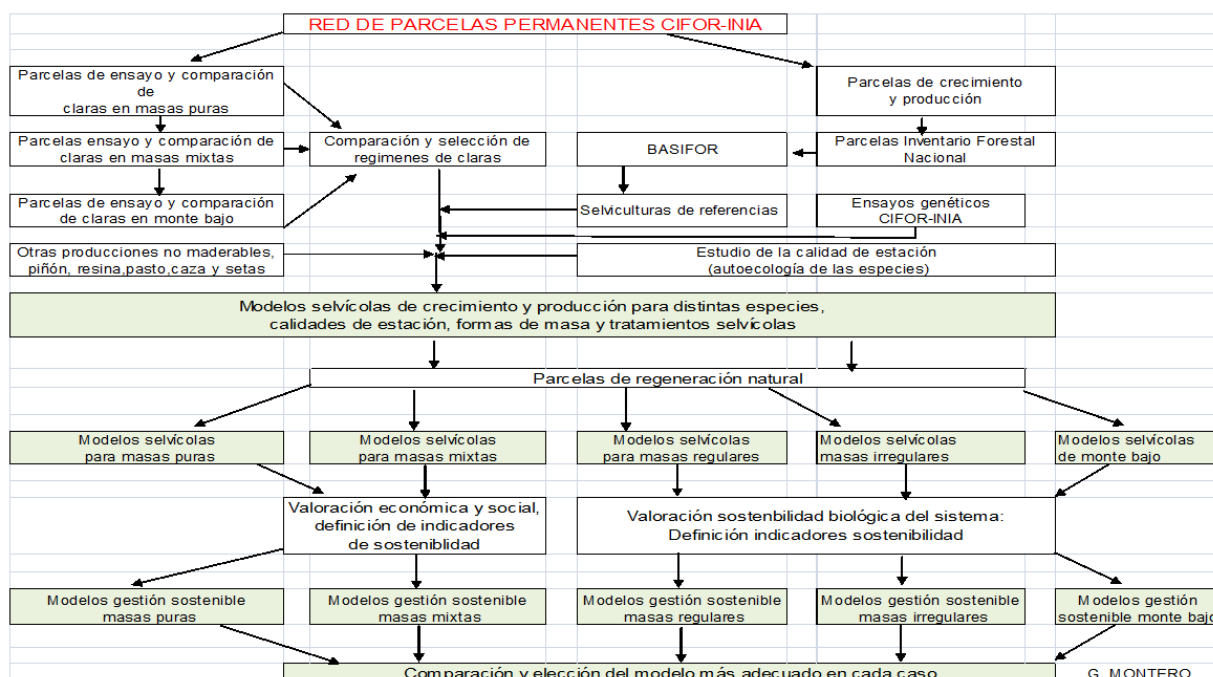 RED DE PARCELAS PERMANENTES CIFOR-INIA
Parcelas de ensayo y comparación
de
claras en masas puras
Parcelas de crecimiento
y producción
Parcelas ensayo y comparación de
claras en masas mixtas
Comparación y selección de
regimenes de claras
BASIFOR
Parcelas Inventario Forestal
Nacional
Parcelas de ensayo y comparación
de claras en monte bajo
Selviculturas de referencias
Ensayos genéticos
CIFOR-INIA
Otras producciones no maderables,
piñón, resina,pasto,caza y setas
Estudio de la calidad de estación
(autoecología de las especies)
Modelos selvícolas de crecimiento y producción para distintas especies,
calidades de estación, formas de masa y tratamientos selvícolas
Parcelas de regeneración natural
Modelos selvícolas
para masas puras
Modelos selvícolas
para masas mixtas
Modelos selvícolas
para masas regulares
Modelos selvícolas
masas irregulares
Modelos selvícolas
de monte bajo
Valoración económica y social,
definición de indicadores
de sosteniblidad
Valoración sostenbilidad biológica del sistema:
Definición indicadores sostenibilidad
Modelos gestión sostenible
masas puras
Modelos gestión sostenible
masas mixtas
Modelos gestión sostenible
masas regulares
Modelos gestión sostenible
masas irregulares
Modelos gestión
sostenible monte bajo
Comparación y elección del modelo más adecuado en cada caso
G. MONTERO